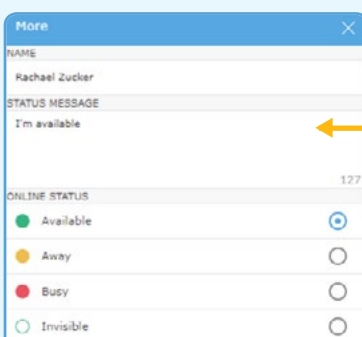 More
NAME
Rachael Zucker
STATUS MESSAGE
I'm available
127
ONLINE STATUS
Available
Away
Busy
Invisible